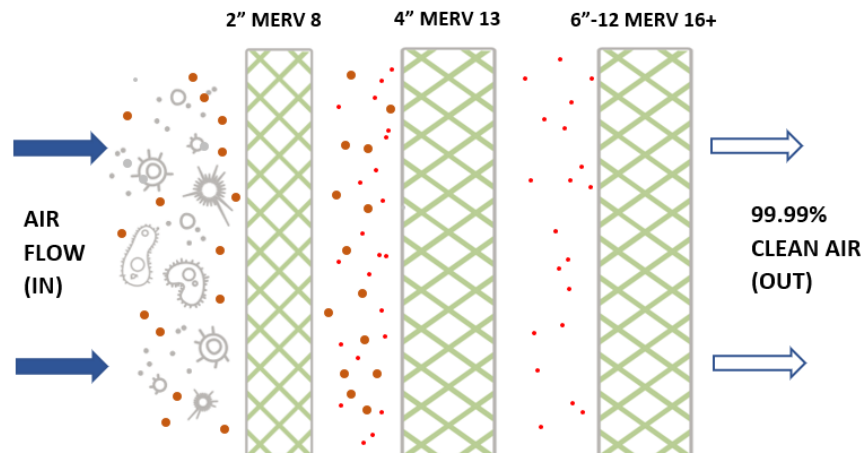 2” MERV 8
4” MERV 13
6”-12 MERV 16+
AIR
FLOW
(IN)
99.99%
CLEAN AIR
(OUT)